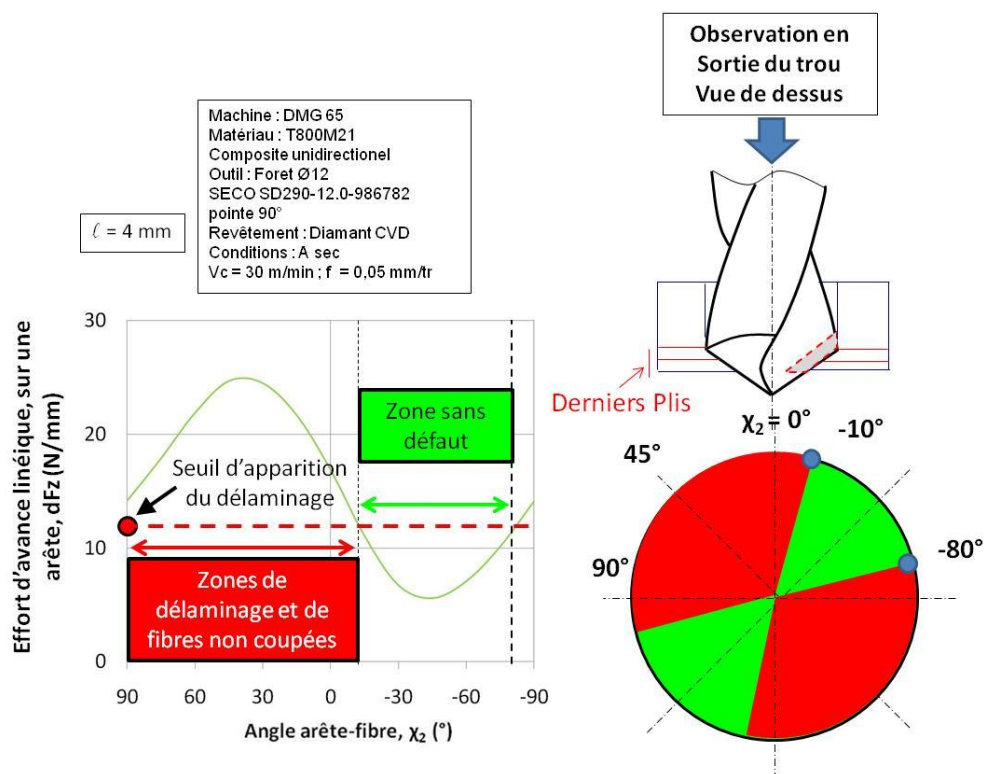 Observation en
Sortie du trou
Vue de dessus
Machine : DMG 65
Matériau : T800M21
Composite unidirectionel
Outil : Foret Ø12
SECO SD290-12.0-986782
pointe 90°
Revêtement : Diamant CVD
Conditions : A sec
Vc = 30 m/min ; f = 0,05 mm/tr
ℓ = 4 mm
Effort d'avance linéique, sur une
arête, dFz (N/mm)
30
20
10
0
Zone sans
défaut
Seuil d'apparition
du délaminage
Zones de
délaminage et de
fibres non coupées
90
60
30
0
-30
-60
-90
Angle arête-fibre, χ₂ (°)
Derniers Plis
χ₂ = 0°
-10°
45°
-80°
90°